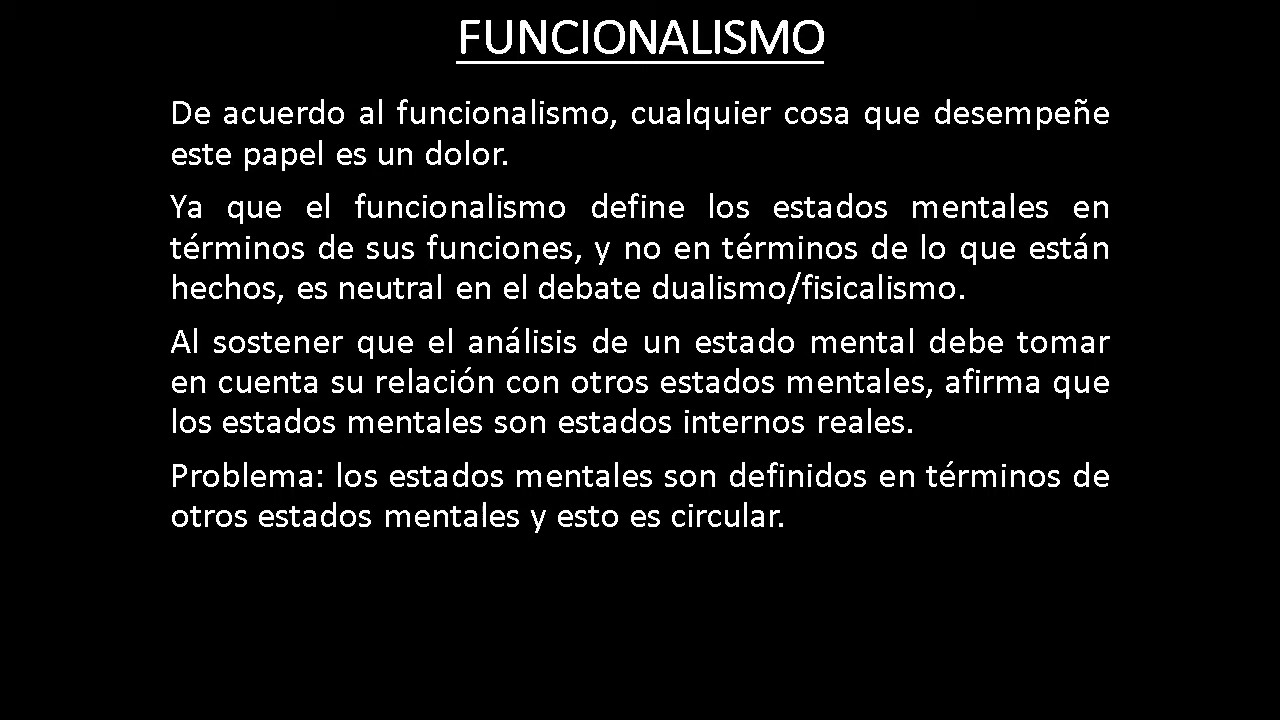 FUNCIONALISMO
De acuerdo al funcionalismo, cualquier cosa que desempeñe
este papel es un dolor.
Ya que el funcionalismo define los estados mentales en
términos de sus funciones, y no en términos de lo que están
hechos, es neutral en el debate dualismo/fisicalismo.
Al sostener que el análisis de un estado mental debe tomar
en cuenta su relación con otros estados mentales, afirma que
los estados mentales son estados internos reales.
Problema: los estados mentales son definidos en términos de
otros estados mentales y esto es circular.